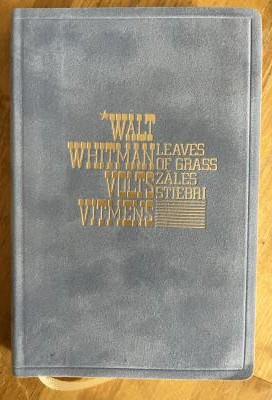 *WALT
WHITMAN
VOLTS
VITMENS
LEAVES
OF GRASS
ZĀLES
STIEBRI